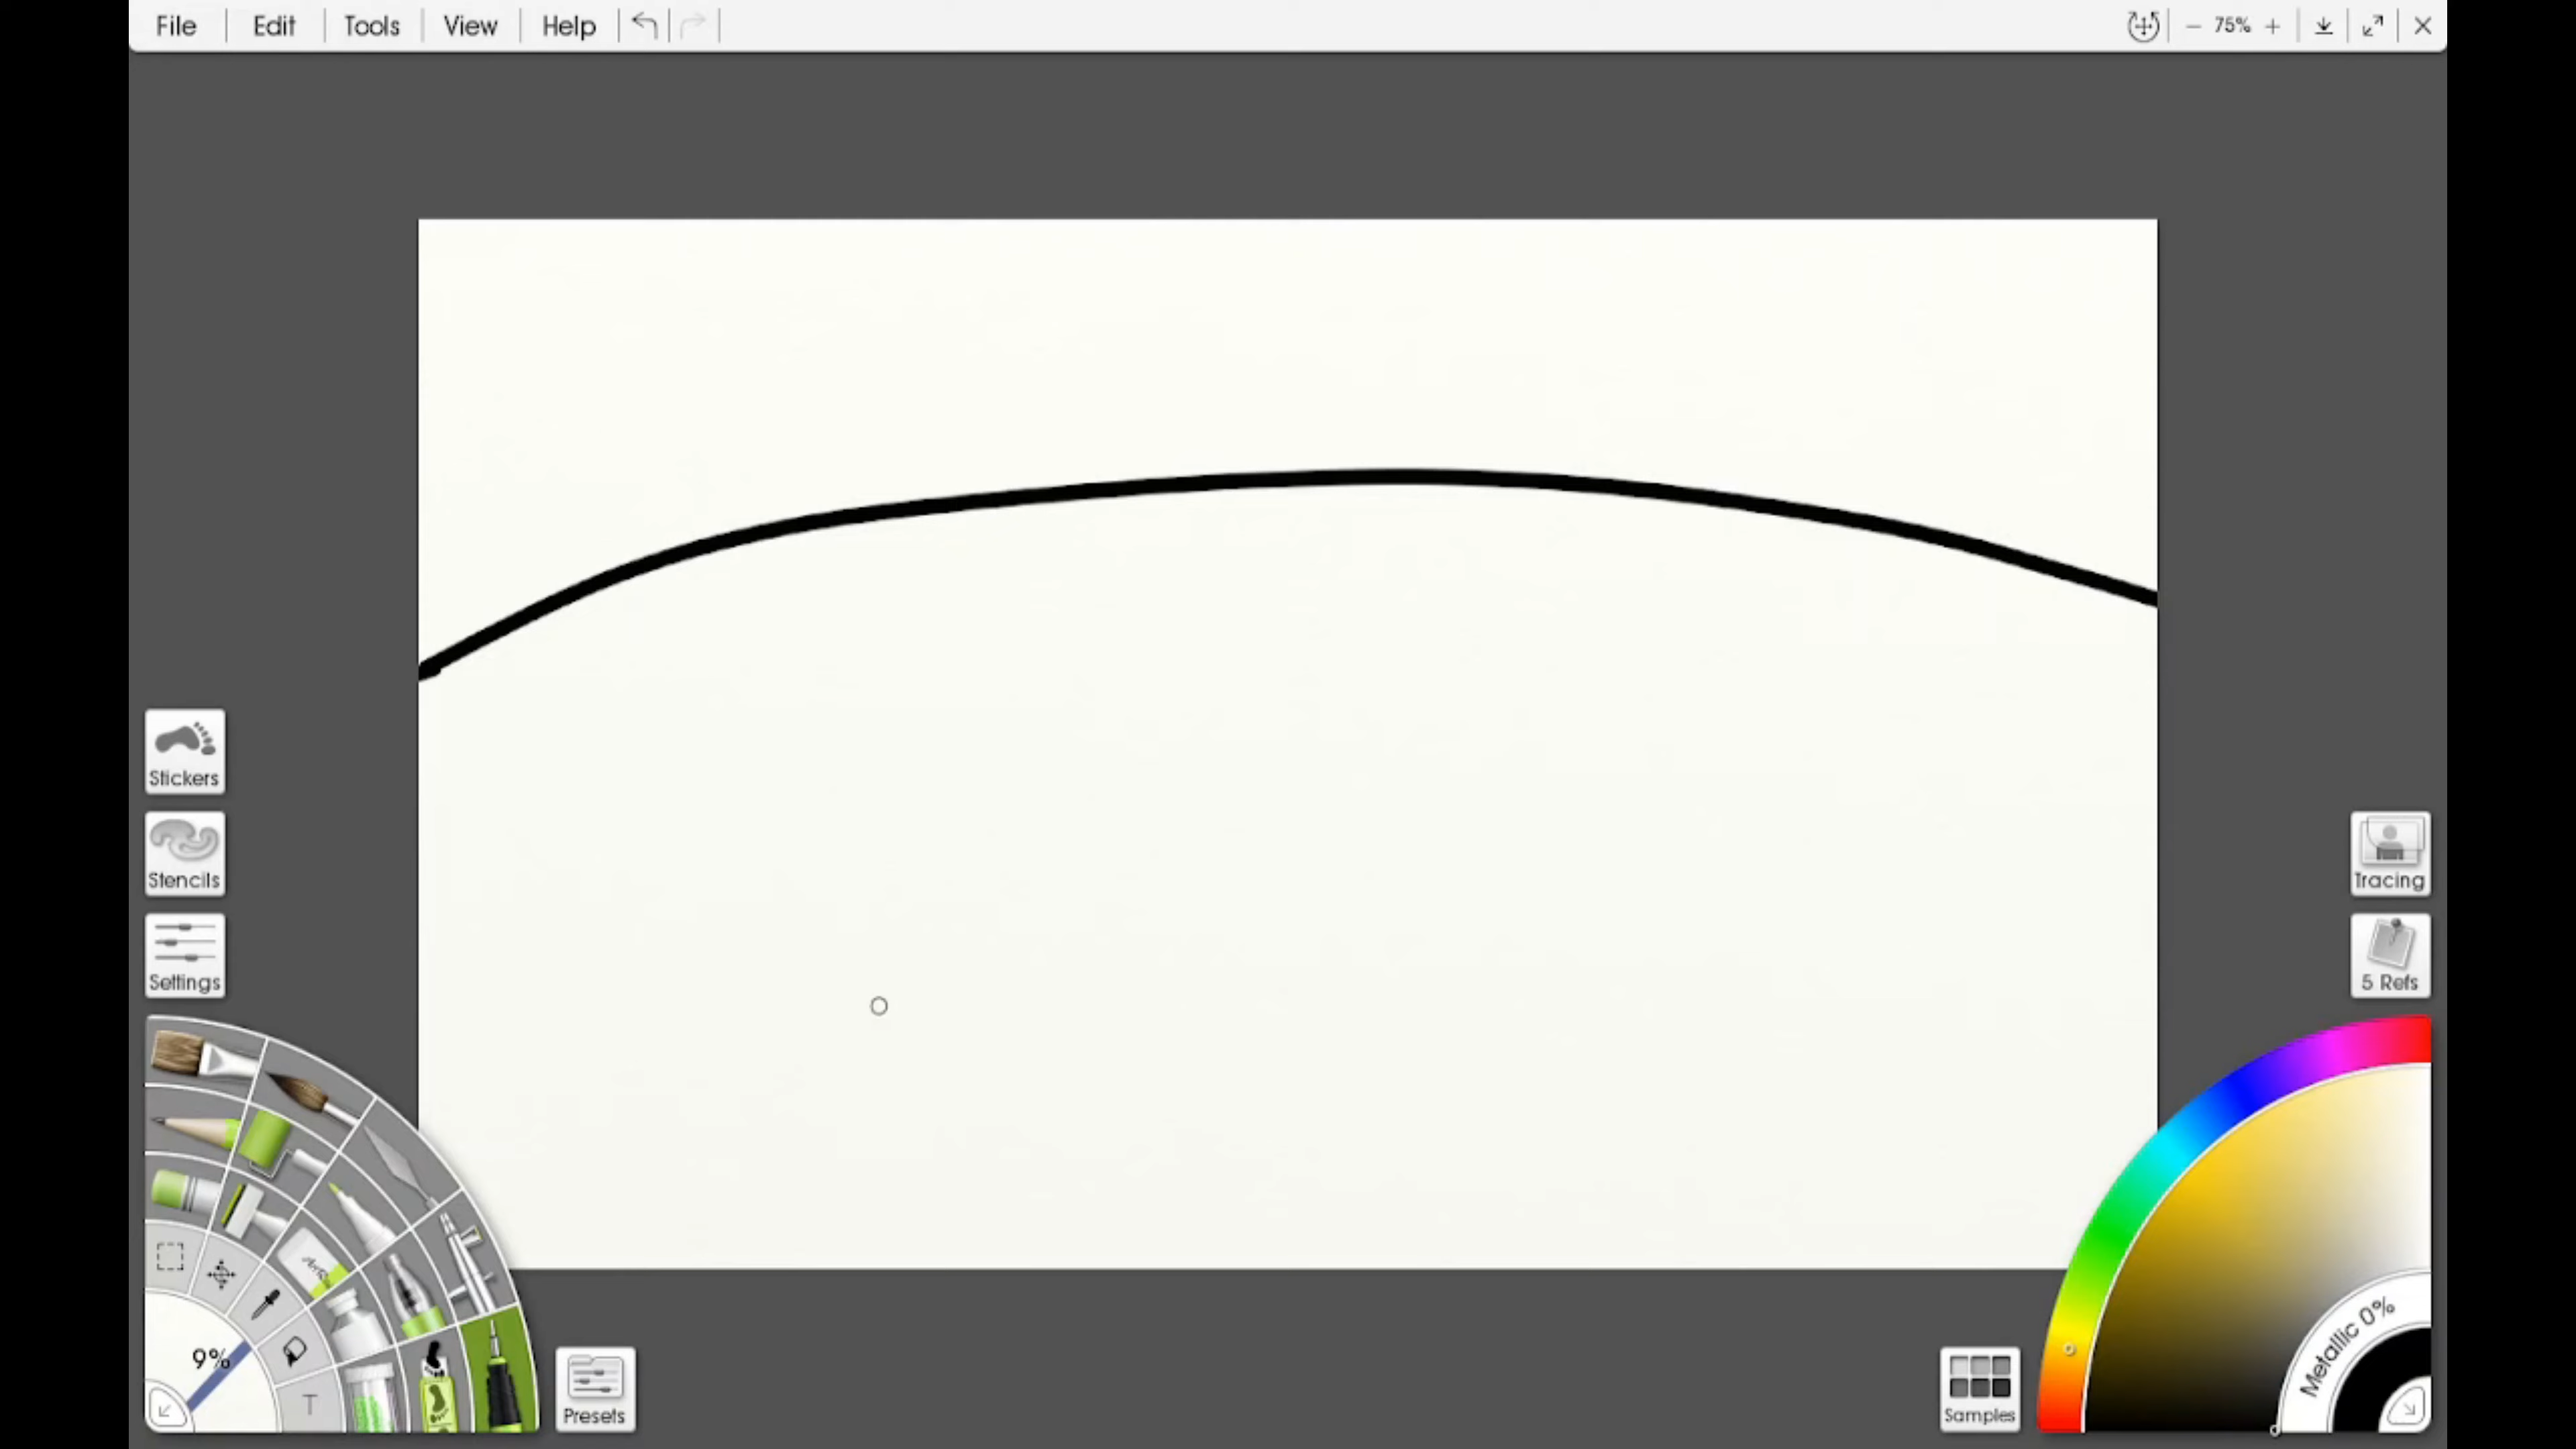 File Edit Tools View Help 75%
Stickers
Stencils
Settings
Tracing
5 Refs
9%
T
Presets
Samples
Metallic 0%